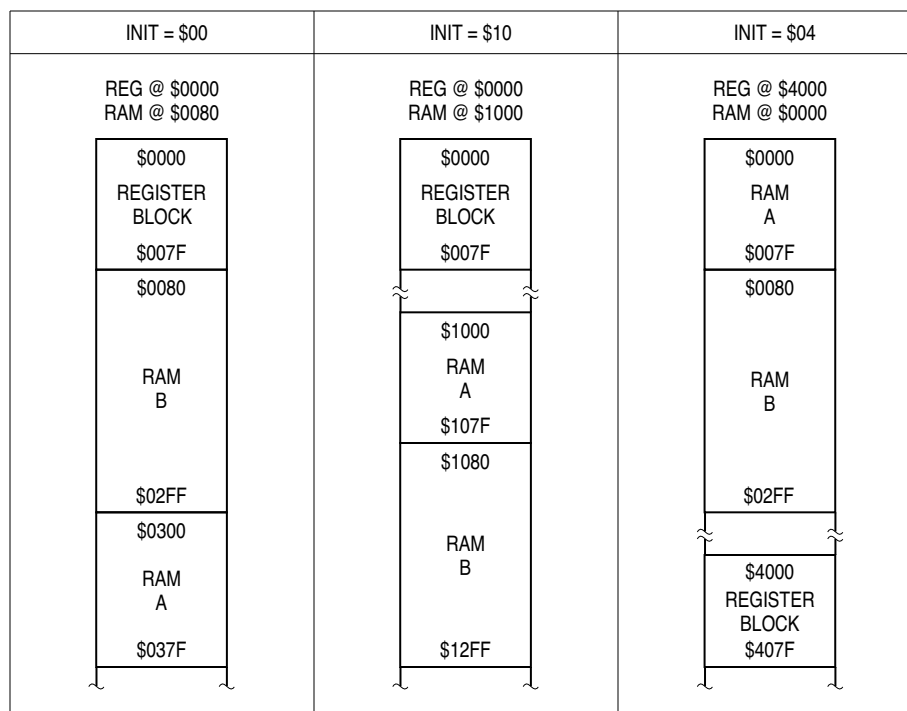 INIT = $00
REG @ $0000
RAM @ $0080
$0000
REGISTER
BLOCK
$007F
$0080
RAM
B
$02FF
$0300
RAM
A
$037F
INIT = $10
REG @ $0000
RAM @ $1000
$0000
REGISTER
BLOCK
$007F
$1000
RAM
A
$107F
$1080
RAM
B
$12FF
INIT = $04
REG @ $4000
RAM @ $0000
$0000
RAM
A
$007F
$0080
RAM
B
$02FF
$4000
REGISTER
BLOCK
$407F